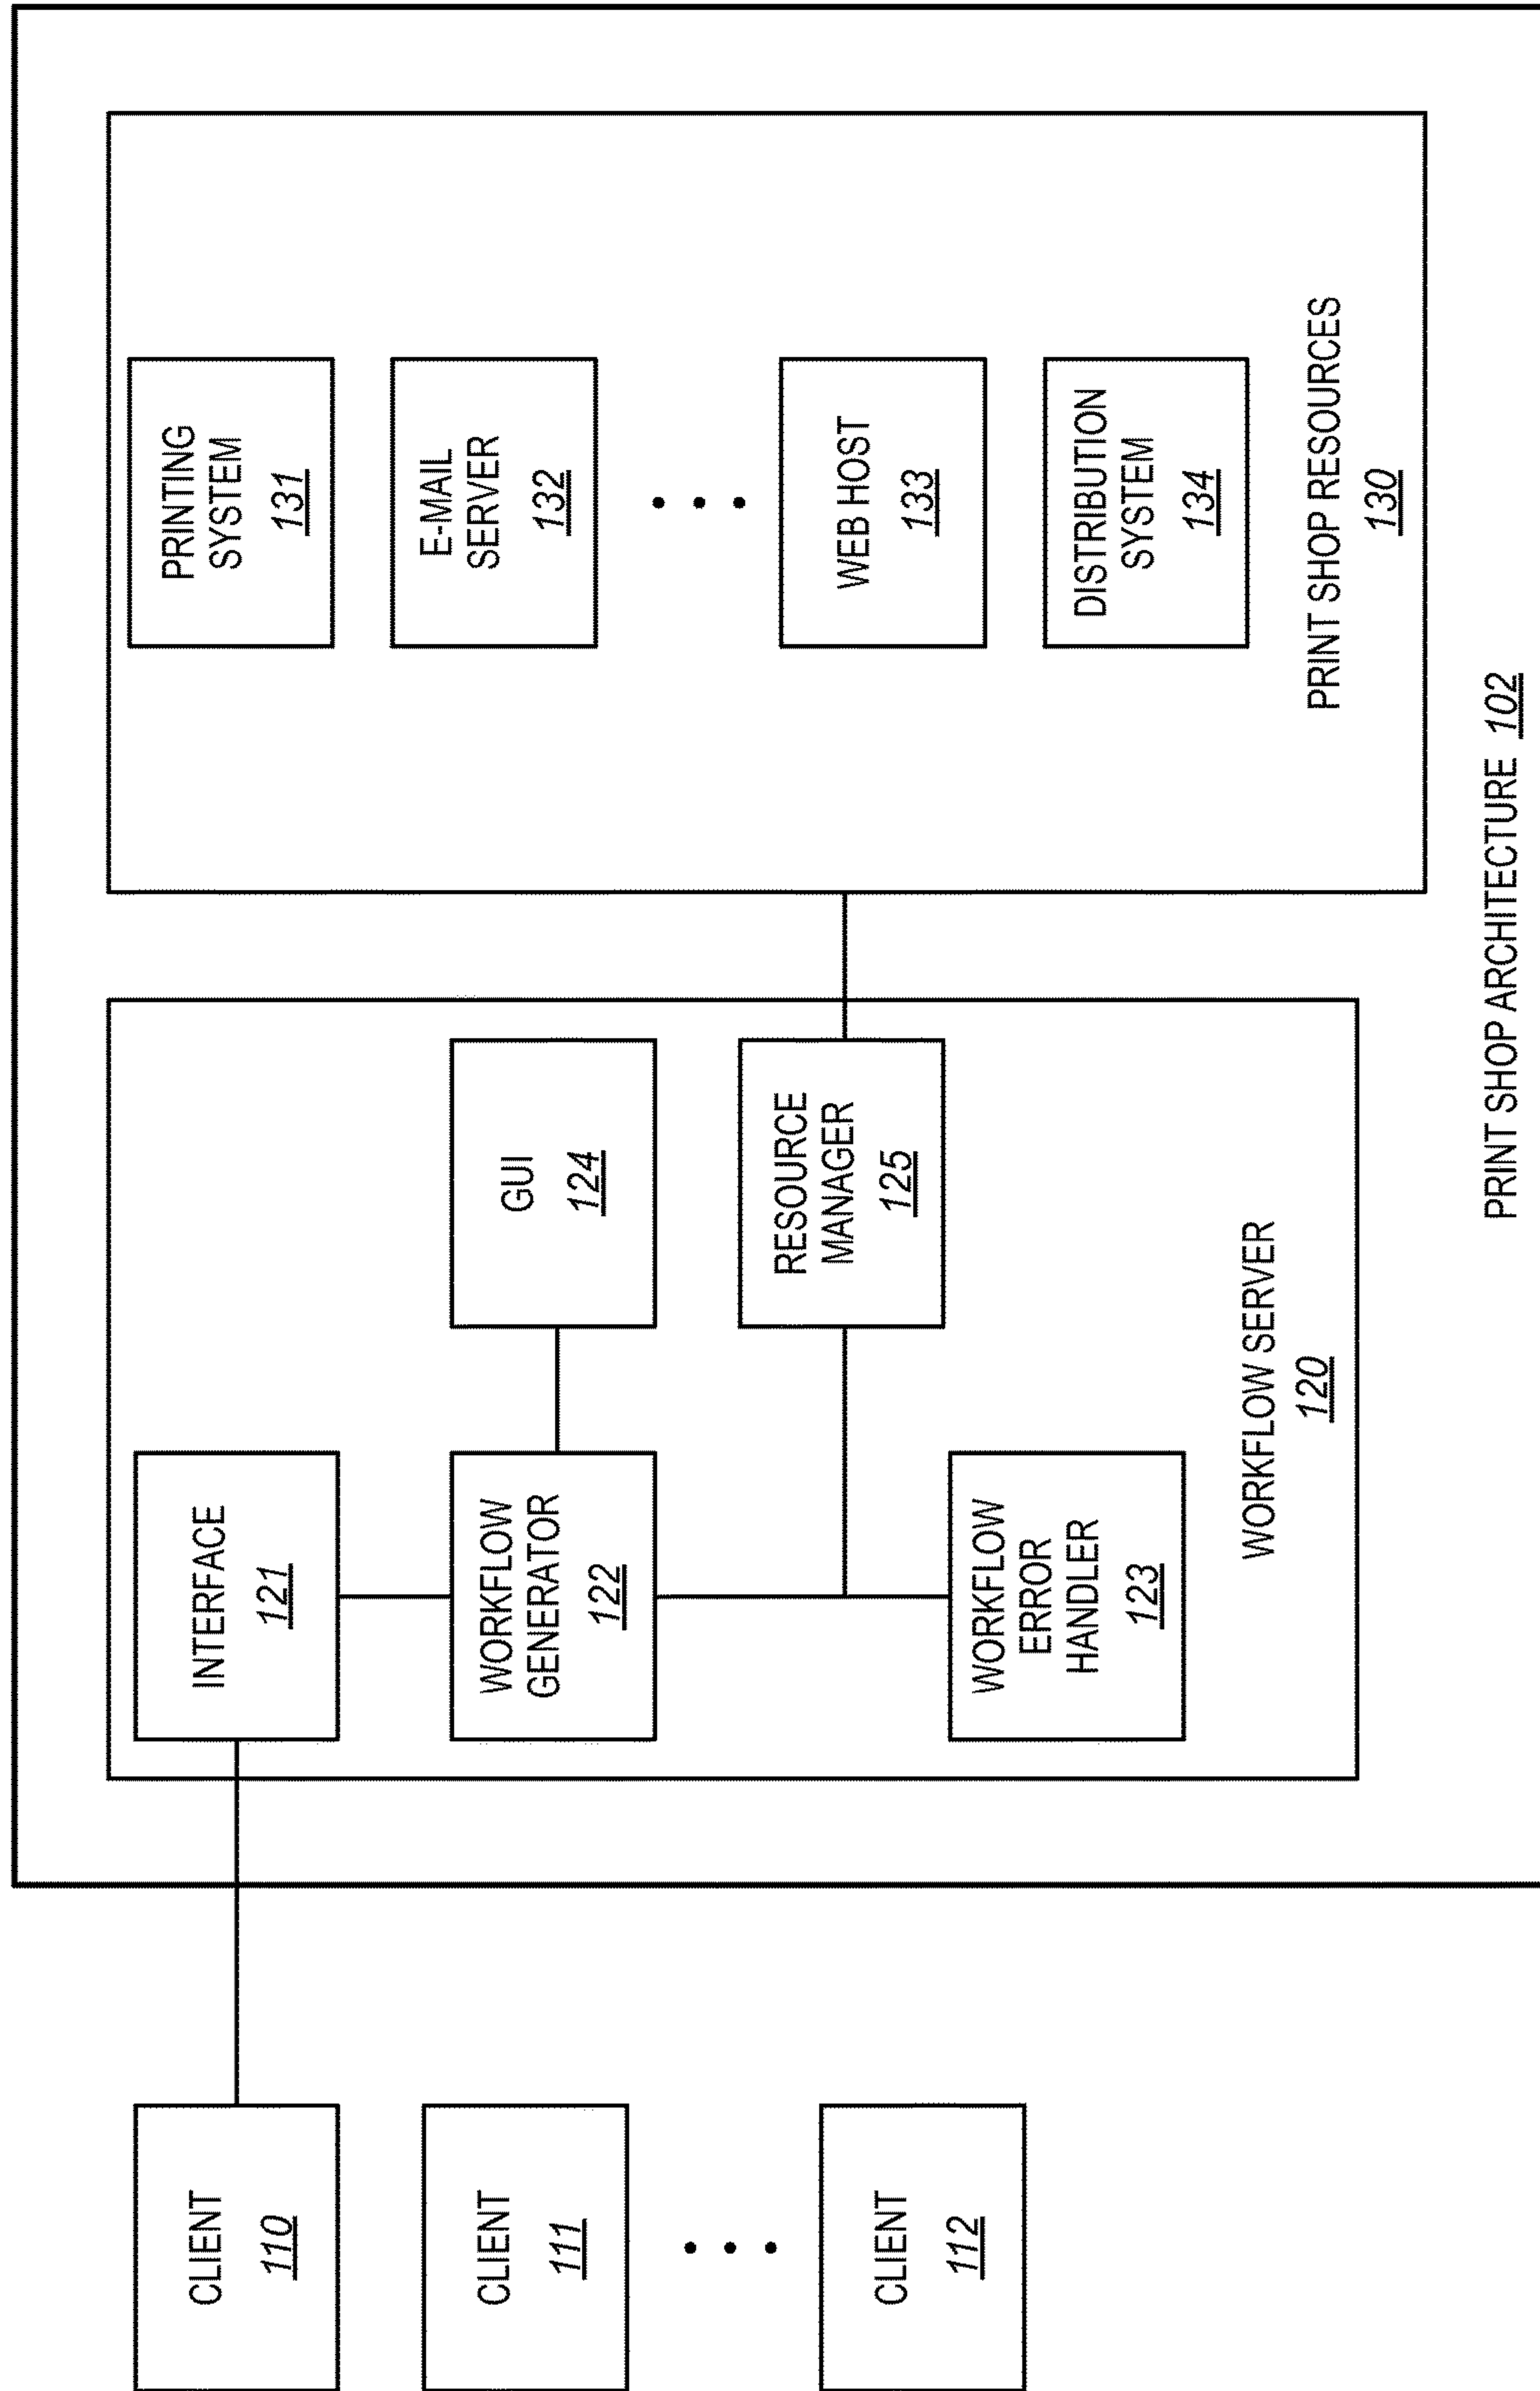 CLIENT
110
CLIENT
111
CLIENT
112
INTERFACE
121
WORKFLOW
GENERATOR
122
WORKFLOW
ERROR
HANDLER
123
GUI
124
RESOURCE
MANAGER
125
WORKFLOW SERVER
120
PRINTING
SYSTEM
131
E-MAIL
SERVER
132
WEB HOST
133
DISTRIBUTION
SYSTEM
134
PRINT SHOP RESOURCES
130
PRINT SHOP ARCHITECTURE 102